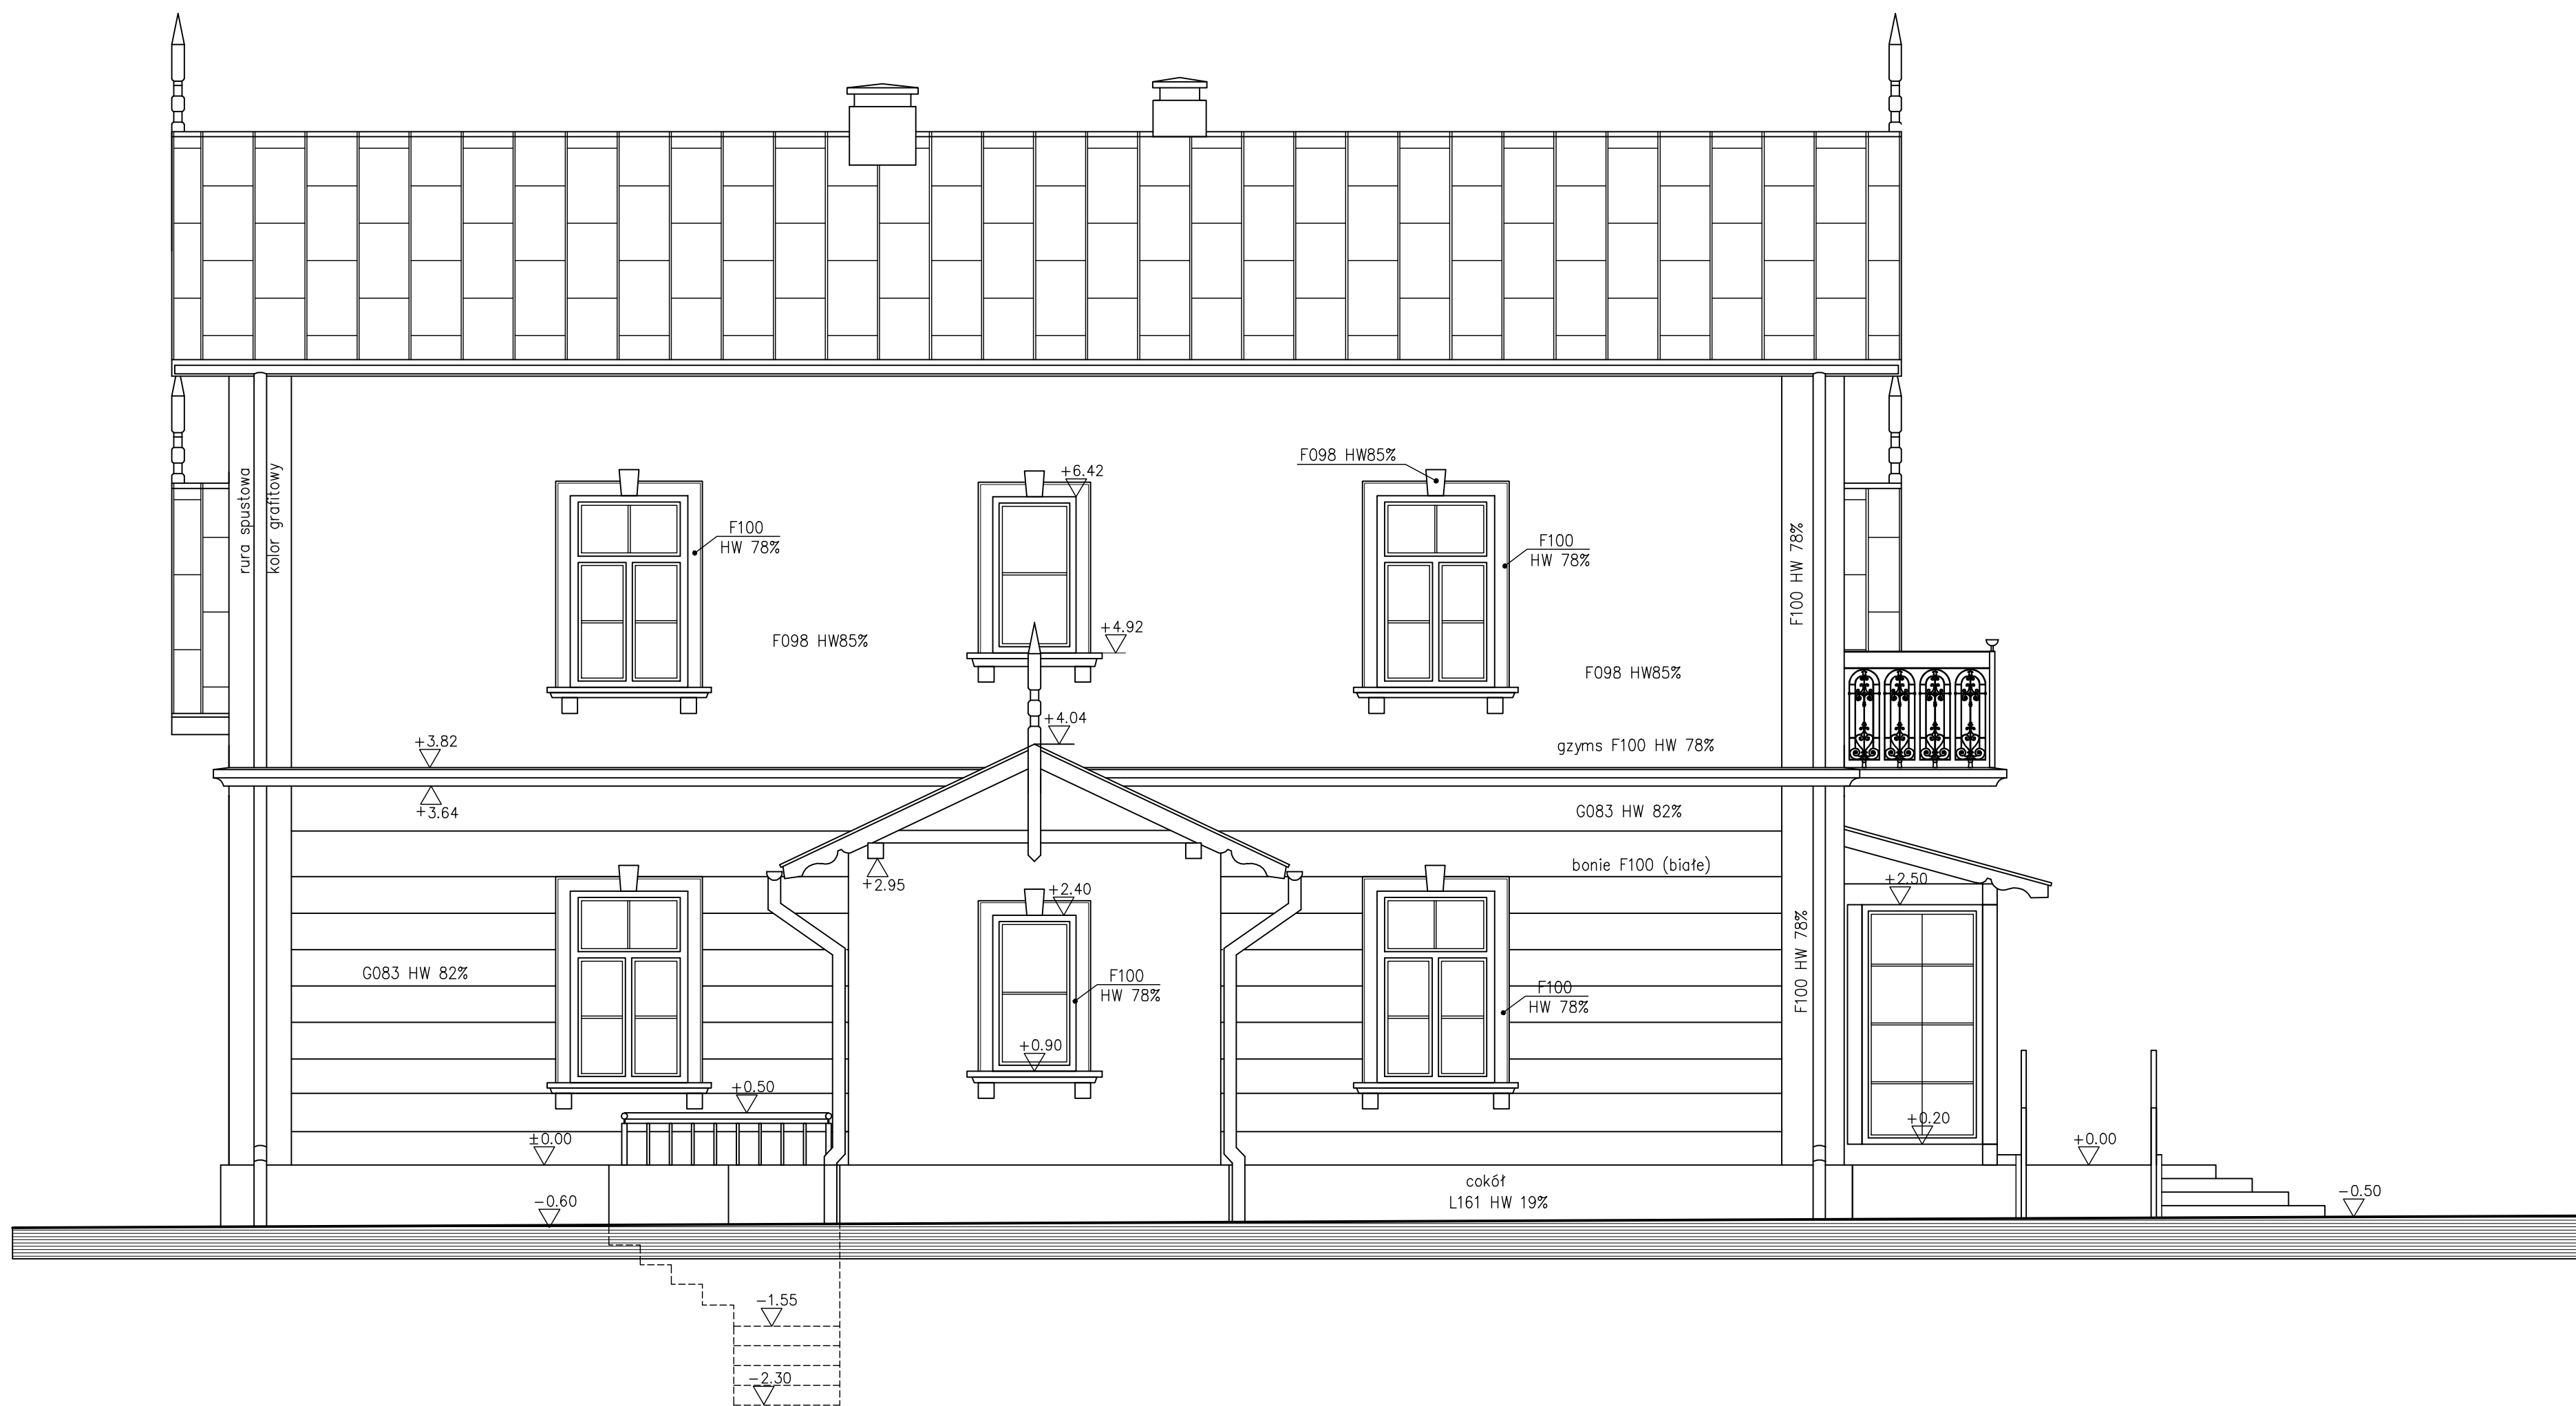 rura spustowa
kolor grafitowy
F098 HW85%
+6.42
F100
HW 78%
F100
HW 78%
F100 HW 78%
+4.92
F098 HW85%
F098 HW85%
+4.04
+3.82
gzyms F100 HW 78%
+3.64
G083 HW 82%
bonie F100 (białe)
+2.95
+2.40
+2.50
F100 HW 78%
G083 HW 82%
F100
HW 78%
F100
HW 78%
+0.90
+0.50
+0.20
±0.00
+0.00
cokół
L161 HW 19%
-0.60
-0.50
-1.55
-2.30